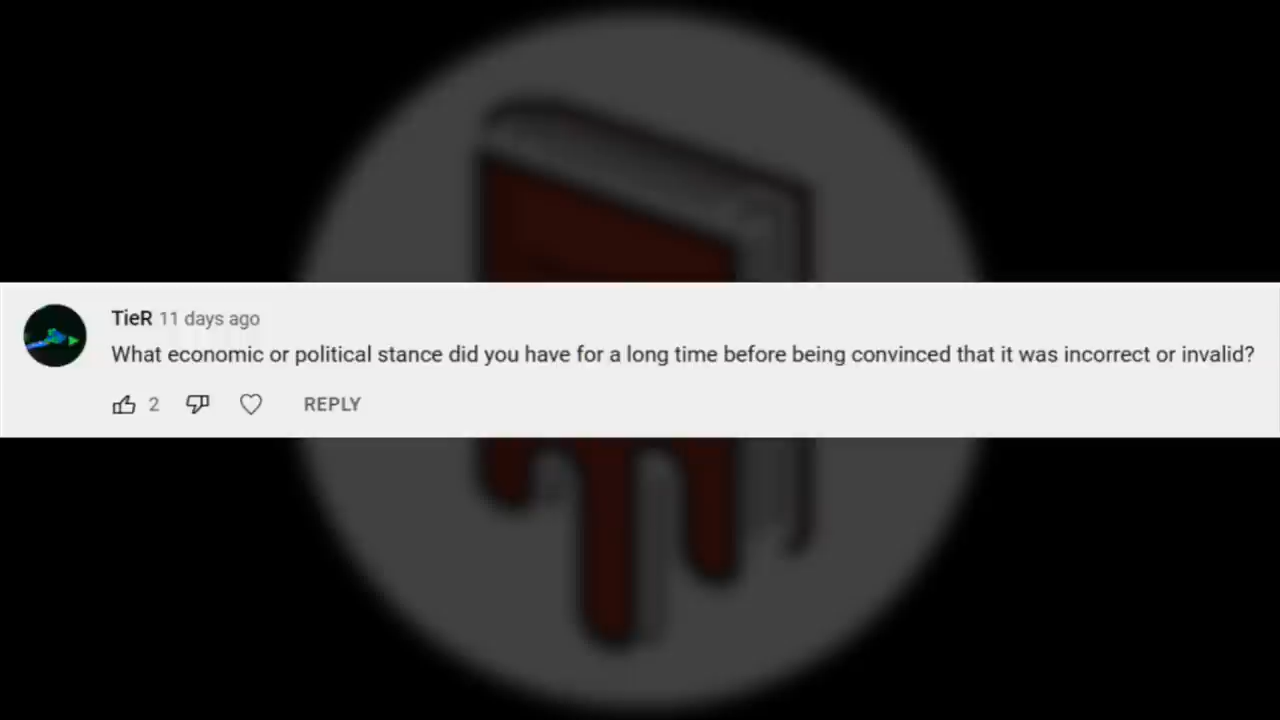 TieR 11 days ago
What economic or political stance did you have for a long time before being convinced that it was incorrect or invalid?
2 REPLY